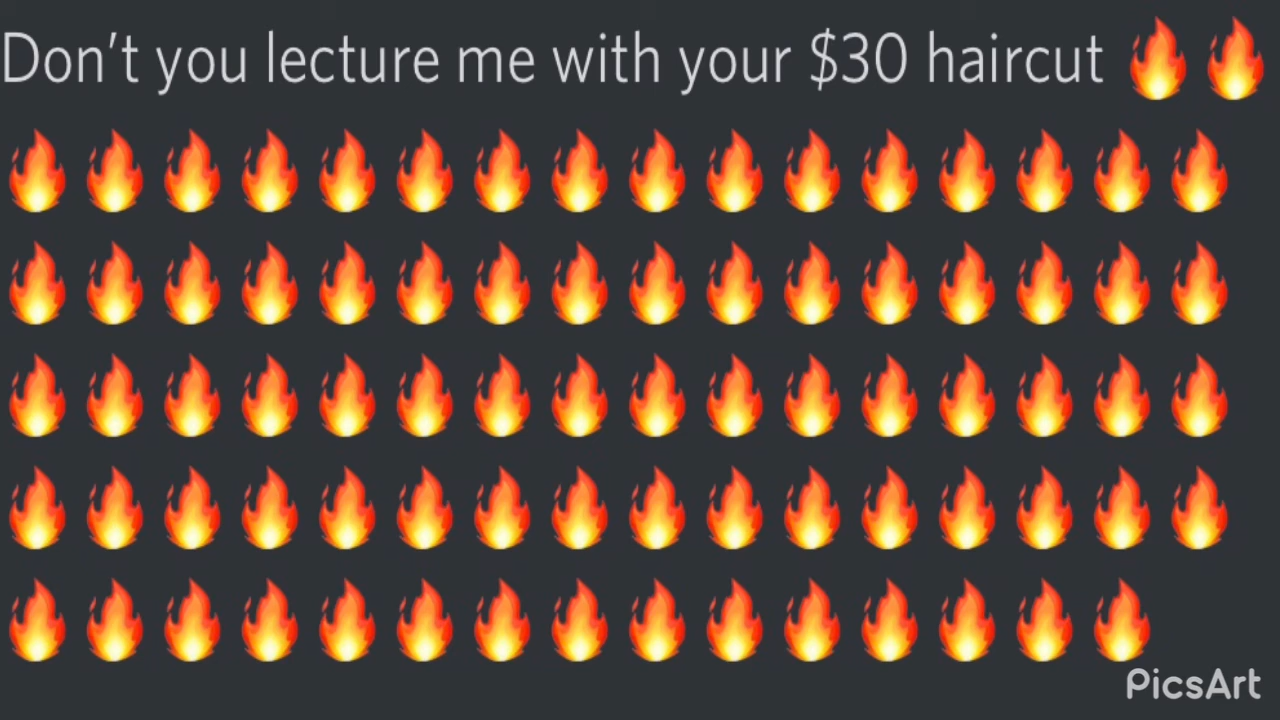 Don’t you lecture me with your $30 haircut 🔥 🔥
🔥 🔥 🔥 🔥 🔥 🔥 🔥 🔥 🔥 🔥 🔥 🔥 🔥 🔥 🔥 🔥
🔥 🔥 🔥 🔥 🔥 🔥 🔥 🔥 🔥 🔥 🔥 🔥 🔥 🔥 🔥 🔥
🔥 🔥 🔥 🔥 🔥 🔥 🔥 🔥 🔥 🔥 🔥 🔥 🔥 🔥 🔥 🔥
🔥 🔥 🔥 🔥 🔥 🔥 🔥 🔥 🔥 🔥 🔥 🔥 🔥 🔥 🔥 🔥
🔥 🔥 🔥 🔥 🔥 🔥 🔥 🔥 🔥 🔥 🔥 🔥 🔥 🔥 🔥
PicsArt